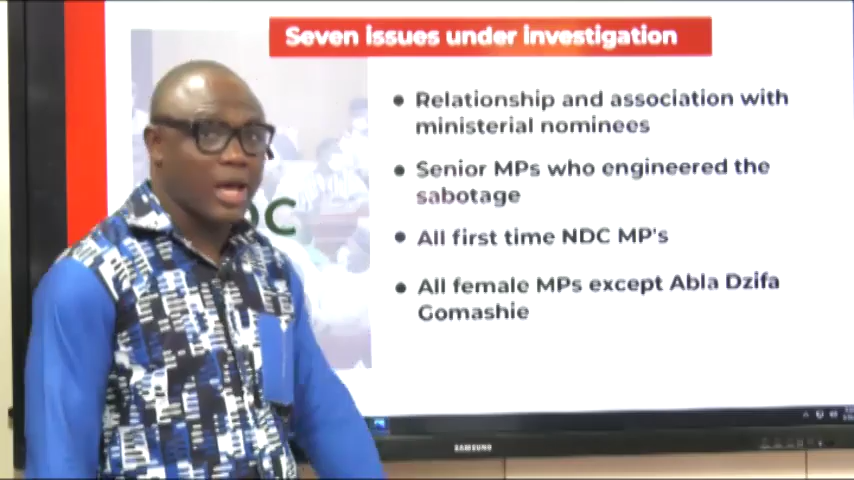 Seven issues under investigation
Relationship and association with
ministerial nominees
Senior MPs who engineered the
sabotage
All first time NDC MP's
All female MPs except Abla Dzifa
Gomashie
DC
SAMSUNG